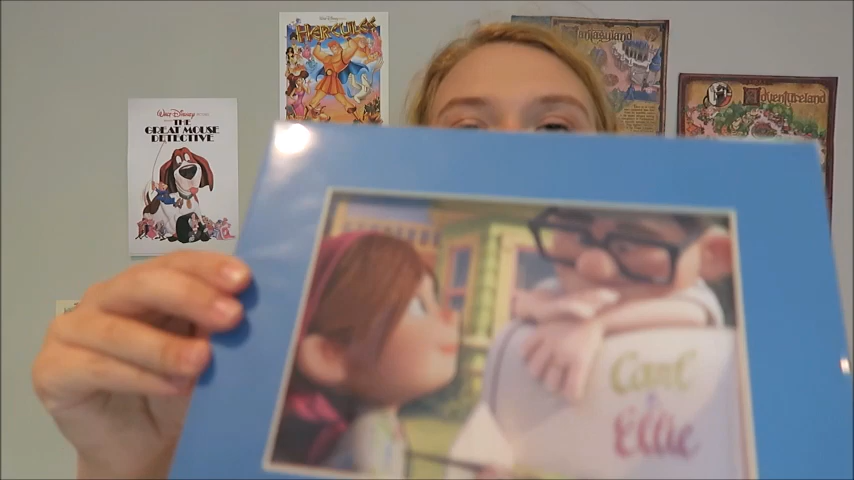 HERCULES
Fantasyland
Adventureland
Walt Disney
THE
GREAT MOUSE
DETECTIVE
Carl
&
Ellie